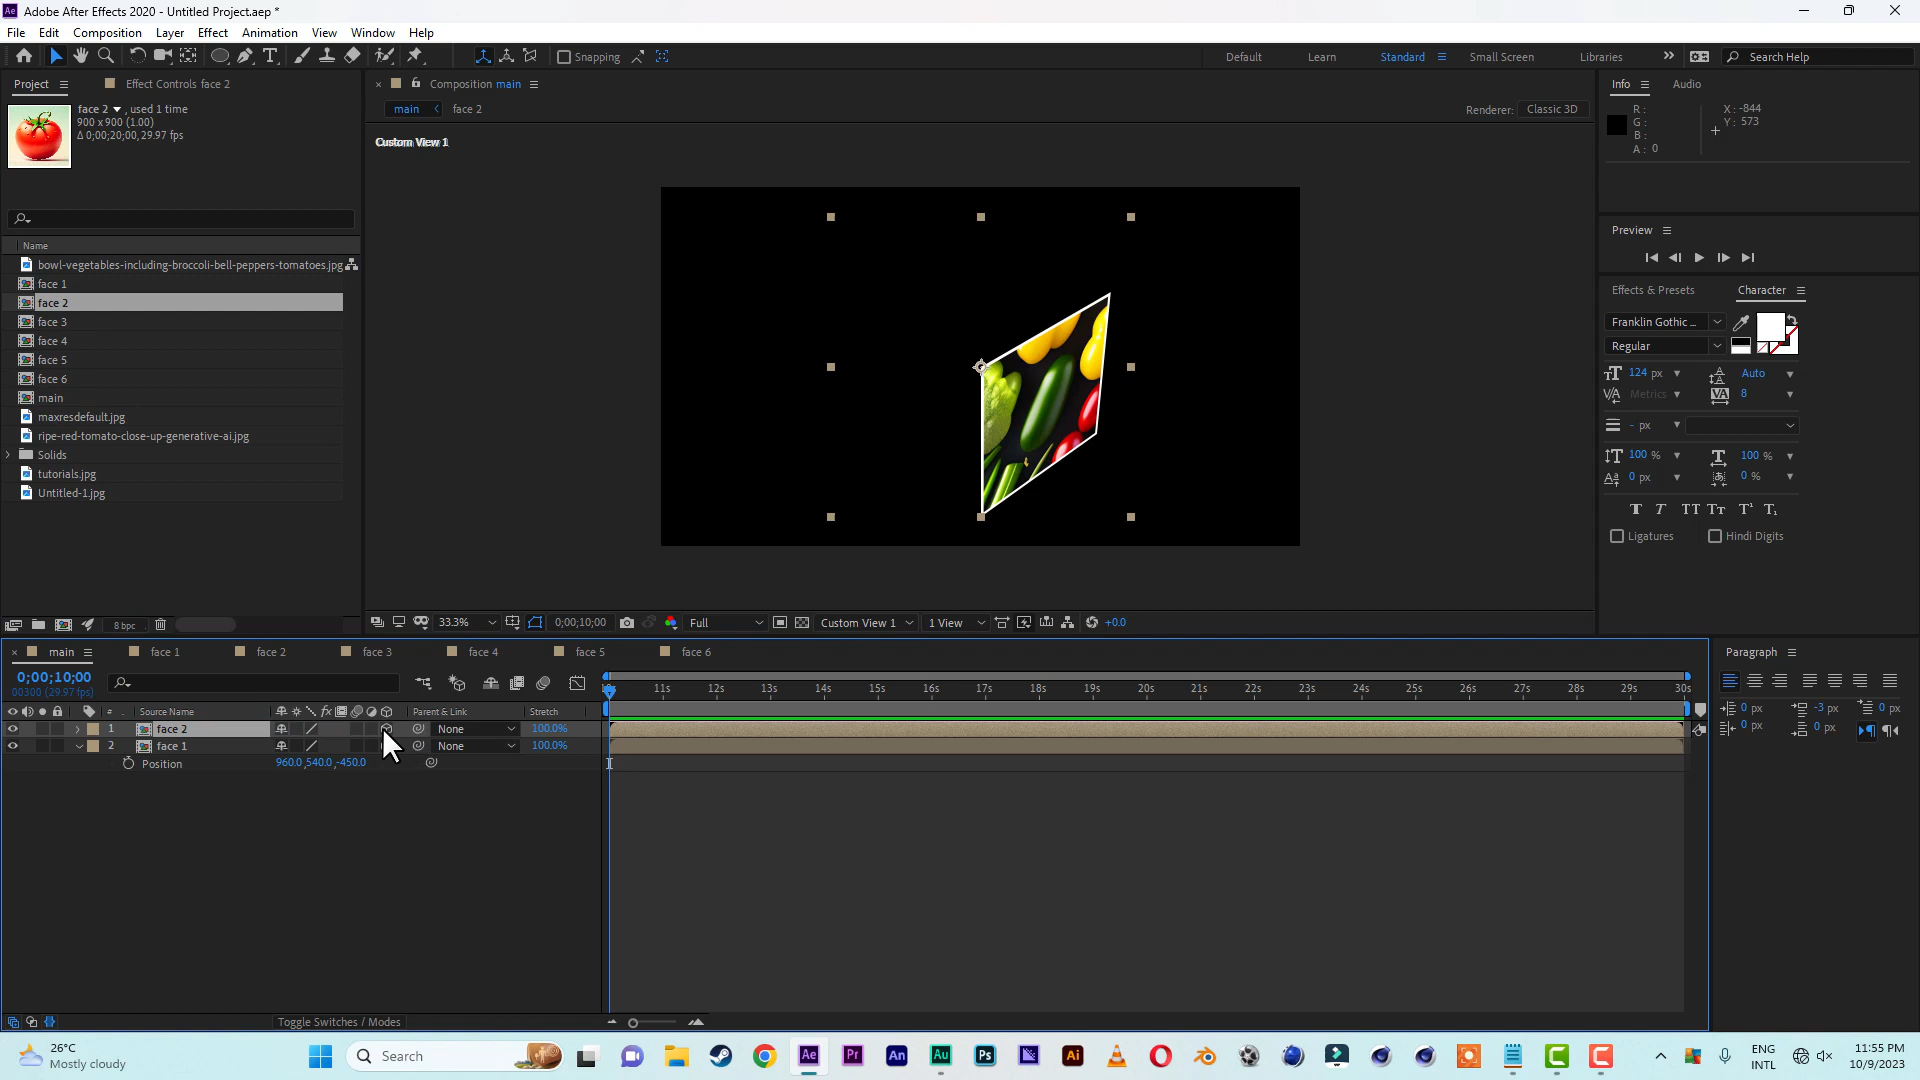 Adobe After Effects 2020 - Untitled Project.aep *
File Edit Composition Layer Effect Animation View Window Help
Snapping
Default Learn Standard Small Screen Libraries Search Help
Project Effect Controls face 2
face 2 , used 1 time
900 x 900 (1.00)
Δ 0;00;20;00, 29.97 fps
Name
bowl-vegetables-including-broccoli-bell-peppers-tomatoes.jpg
face 1
face 2
face 3
face 4
face 5
face 6
main
maxresdefault.jpg
ripe-red-tomato-close-up-generative-ai.jpg
Solids
tutorials.jpg
Untitled-1.jpg
8 bpc
Composition main
main face 2
Renderer: Classic 3D
Custom View 1
33.3% 0;00;10;00 Full Custom View 1 1 View +0.0
Info Audio
R :
G :
B :
A : 0
X : -844
Y : 573
Preview
Effects & Presets Character
Franklin Gothic ...
Regular
124 px Auto
Metrics 8
- px
100 % 100 %
0 px 0 %
Ligatures Hindi Digits
Paragraph
0 px -3 px 0 px
0 px 0 px
main face 1 face 2 face 3 face 4 face 5 face 6
0;00;10;00
00300 (29.97 fps)
11s 12s 13s 14s 15s 16s 17s 18s 19s 20s 21s 22s 23s 24s 25s 26s 27s 28s 29s 30s
# Source Name Parent & Link Stretch
1 face 2 None 100.0%
2 face 1 None 100.0%
Position 960.0,540.0,-450.0
Toggle Switches / Modes
26°C
Mostly cloudy
Search
ENG
INTL
11:55 PM
10/9/2023